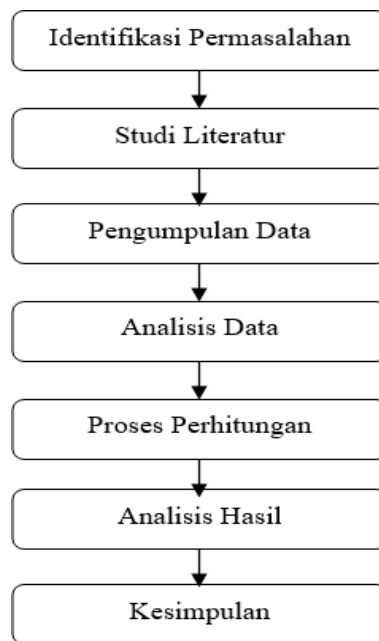 Identifikasi Permasalahan
Studi Literatur
Pengumpulan Data
Analisis Data
Proses Perhitungan
Analisis Hasil
Kesimpulan